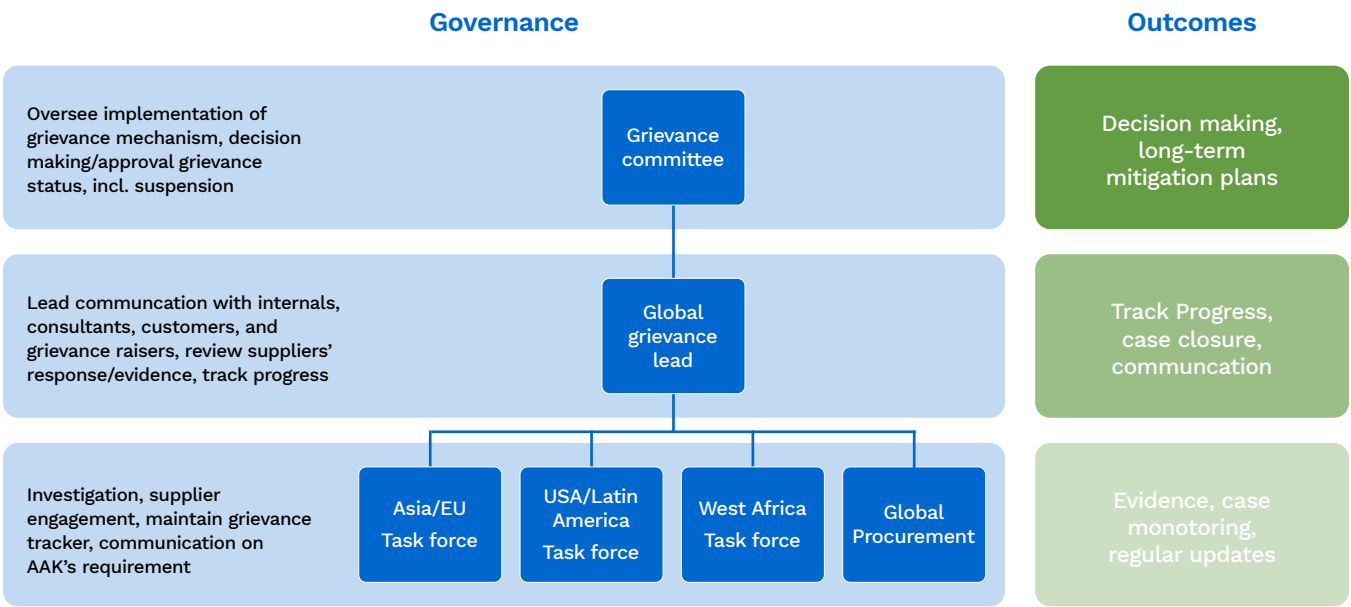 Governance
Outcomes
Oversee implementation of
grievance mechanism, decision
making/approval grievance
status, incl. suspension
Grievance
committee
Decision making,
long-term
mitigation plans
Lead communcation with internals,
consultants, customers, and
grievance raisers, review suppliers’
response/evidence, track progress
Global
grievance
lead
Track Progress,
case closure,
communcation
Investigation, supplier
engagement, maintain grievance
tracker, communication on
AAK’s requirement
Asia/EU
Task force
USA/Latin
America
Task force
West Africa
Task force
Global
Procurement
Evidence, case
monotoring,
regular updates